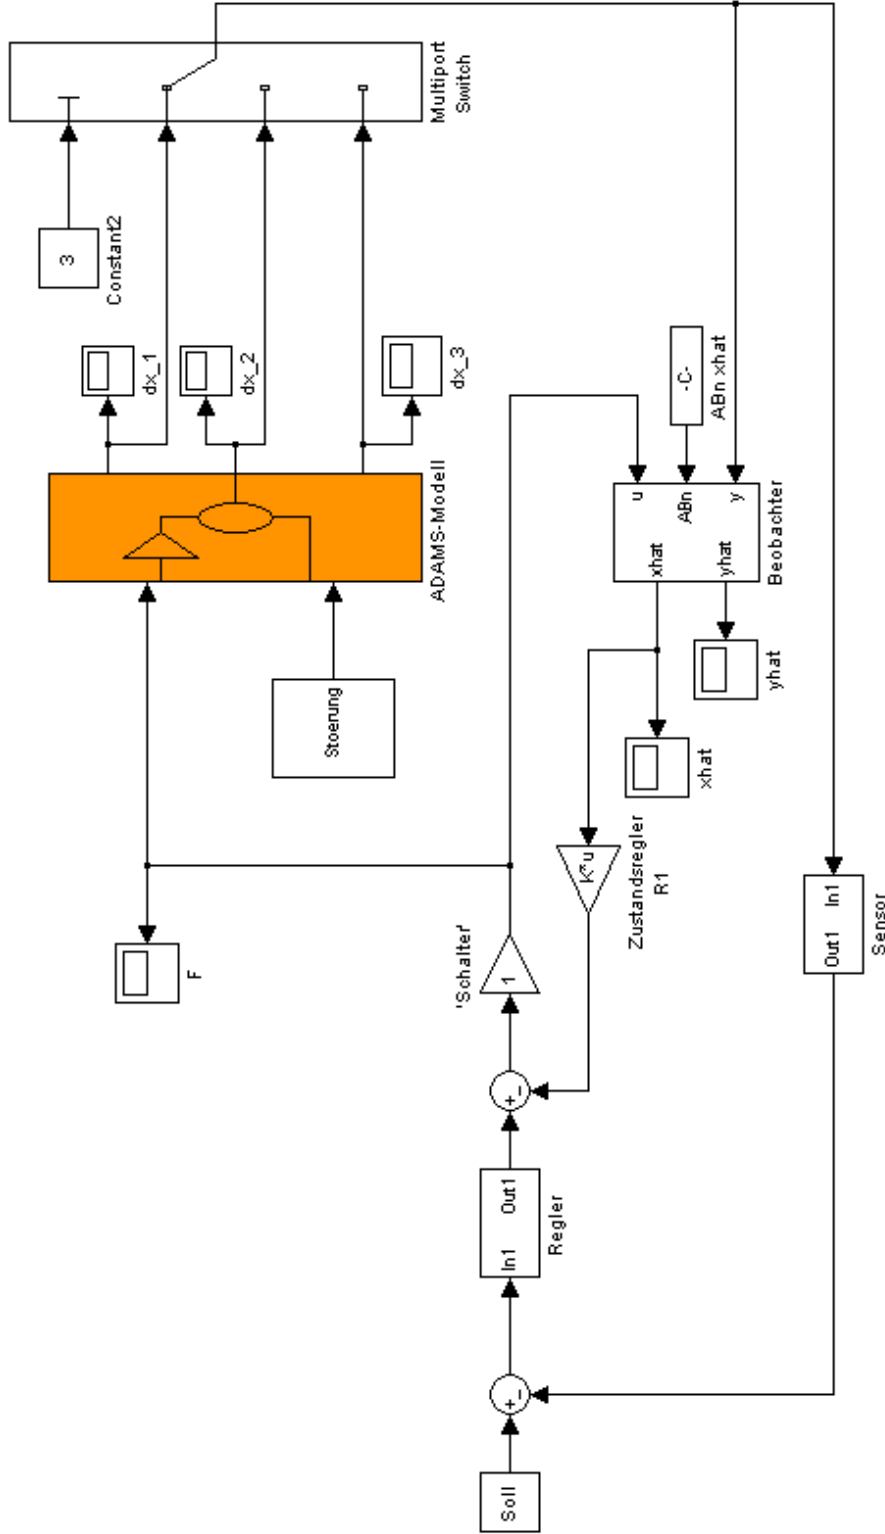 Soll
+
-
In1
Out1
Regler
+
-
'Schalter'
1
F
Stoerung
ADAMS-Modell
dx_1
dx_2
dx_3
3
Constant2
Multiport
Switch
K*u
Zustandsregler
R1
xhat
yhat
xhat
yhat
u
ABn
y
Beobachter
-C-
ABn xhat
Out1
In1
Sensor